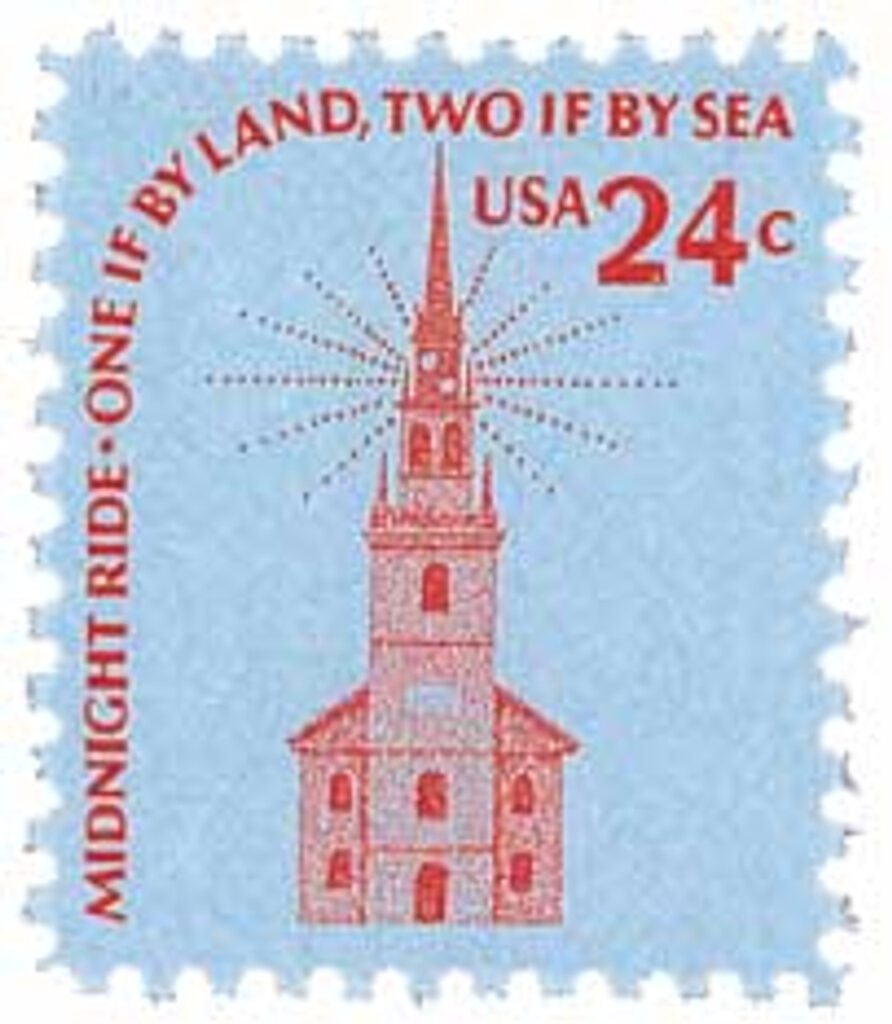 MIDNIGHT RIDE • ONE IF BY LAND, TWO IF BY SEA
USA 24c